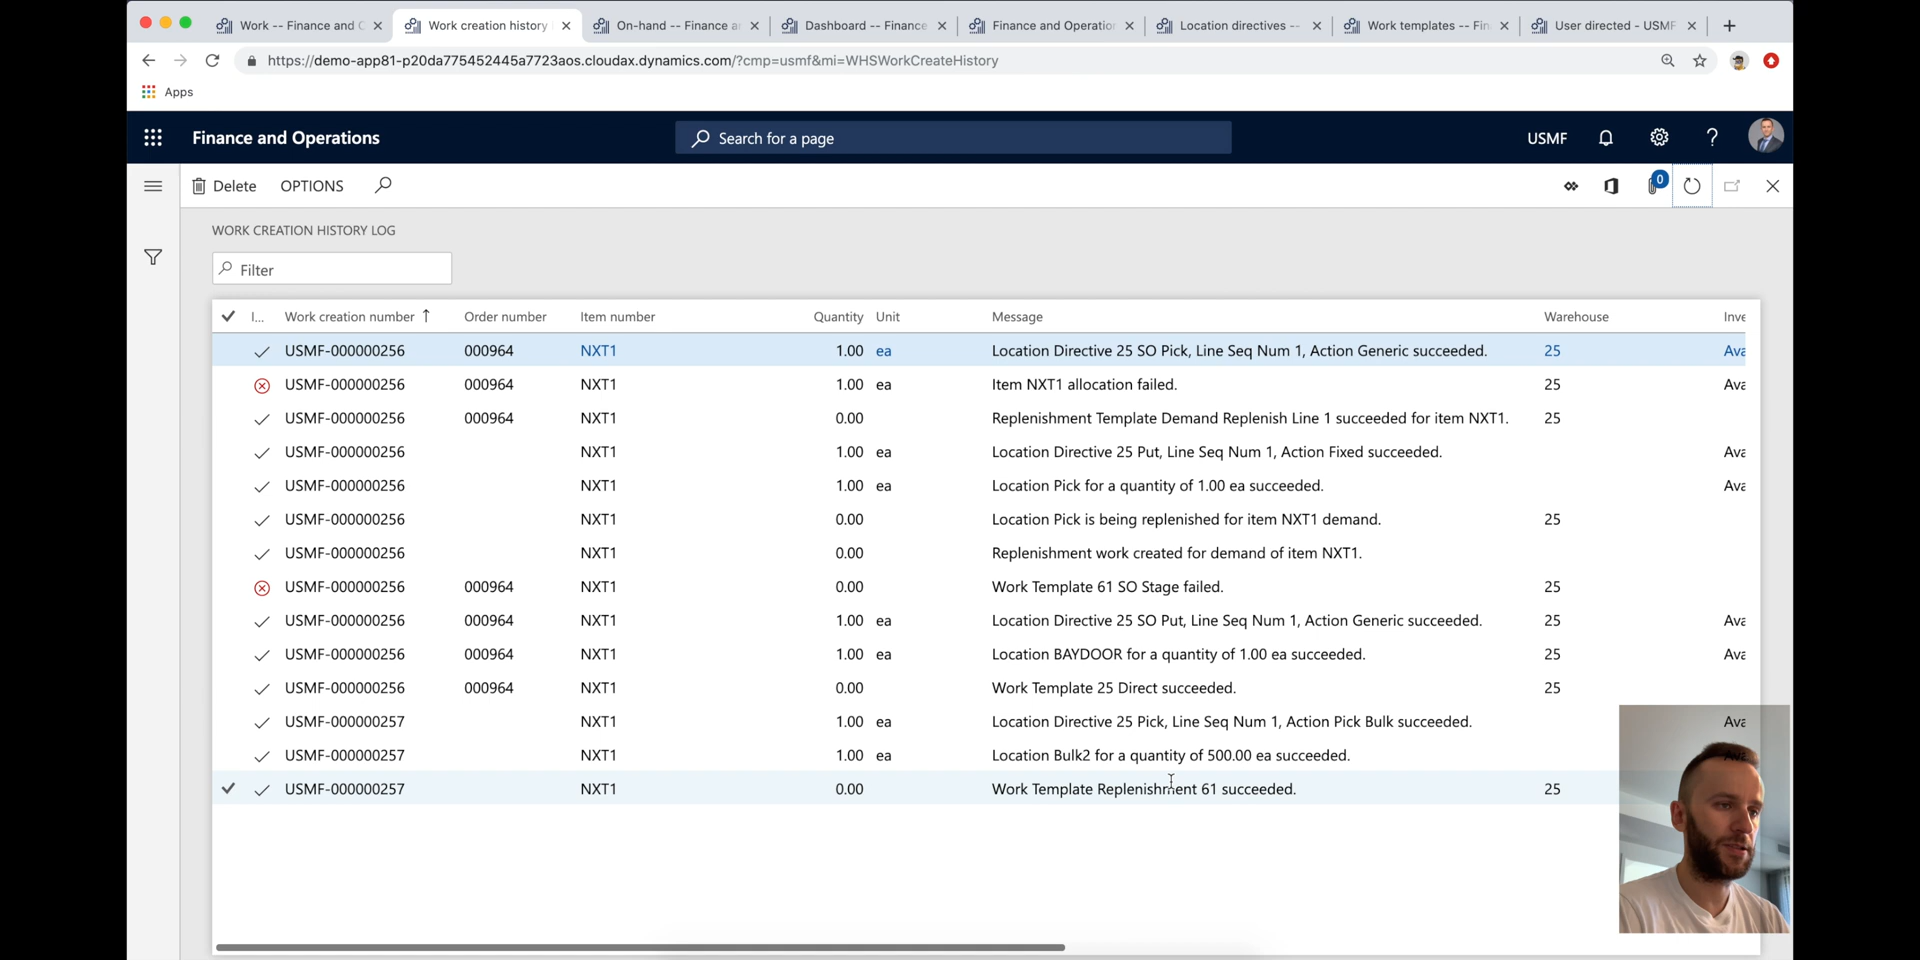 Work -- Finance and O
Work creation history
On-hand -- Finance a
Dashboard -- Finance
Finance and Operation
Location directives --
Work templates -- Fin
User directed - USMF
https://demo-app81-p20da775452445a7723aos.cloudax.dynamics.com/?cmp=usmf&mi=WHSWorkCreateHistory
Apps
Finance and Operations
Search for a page
USMF
?
Delete OPTIONS
0
WORK CREATION HISTORY LOG
Filter
I... Work creation number Order number Item number Quantity Unit Message Warehouse Inve
USMF-000000256 000964 NXT1 1.00 ea Location Directive 25 SO Pick, Line Seq Num 1, Action Generic succeeded. 25 Ava
USMF-000000256 000964 NXT1 1.00 ea Item NXT1 allocation failed. 25 Ava
USMF-000000256 000964 NXT1 0.00 Replenishment Template Demand Replenish Line 1 succeeded for item NXT1. 25
USMF-000000256 NXT1 1.00 ea Location Directive 25 Put, Line Seq Num 1, Action Fixed succeeded. Ava
USMF-000000256 NXT1 1.00 ea Location Pick for a quantity of 1.00 ea succeeded. Ava
USMF-000000256 NXT1 0.00 Location Pick is being replenished for item NXT1 demand. 25
USMF-000000256 NXT1 0.00 Replenishment work created for demand of item NXT1.
USMF-000000256 000964 NXT1 0.00 Work Template 61 SO Stage failed. 25
USMF-000000256 000964 NXT1 1.00 ea Location Directive 25 SO Put, Line Seq Num 1, Action Generic succeeded. 25 Ava
USMF-000000256 000964 NXT1 1.00 ea Location BAYDOOR for a quantity of 1.00 ea succeeded. 25 Ava
USMF-000000256 000964 NXT1 0.00 Work Template 25 Direct succeeded. 25
USMF-000000257 NXT1 1.00 ea Location Directive 25 Pick, Line Seq Num 1, Action Pick Bulk succeeded. Ava
USMF-000000257 NXT1 1.00 ea Location Bulk2 for a quantity of 500.00 ea succeeded. Ava
USMF-000000257 NXT1 0.00 Work Template Replenishment 61 succeeded. 25